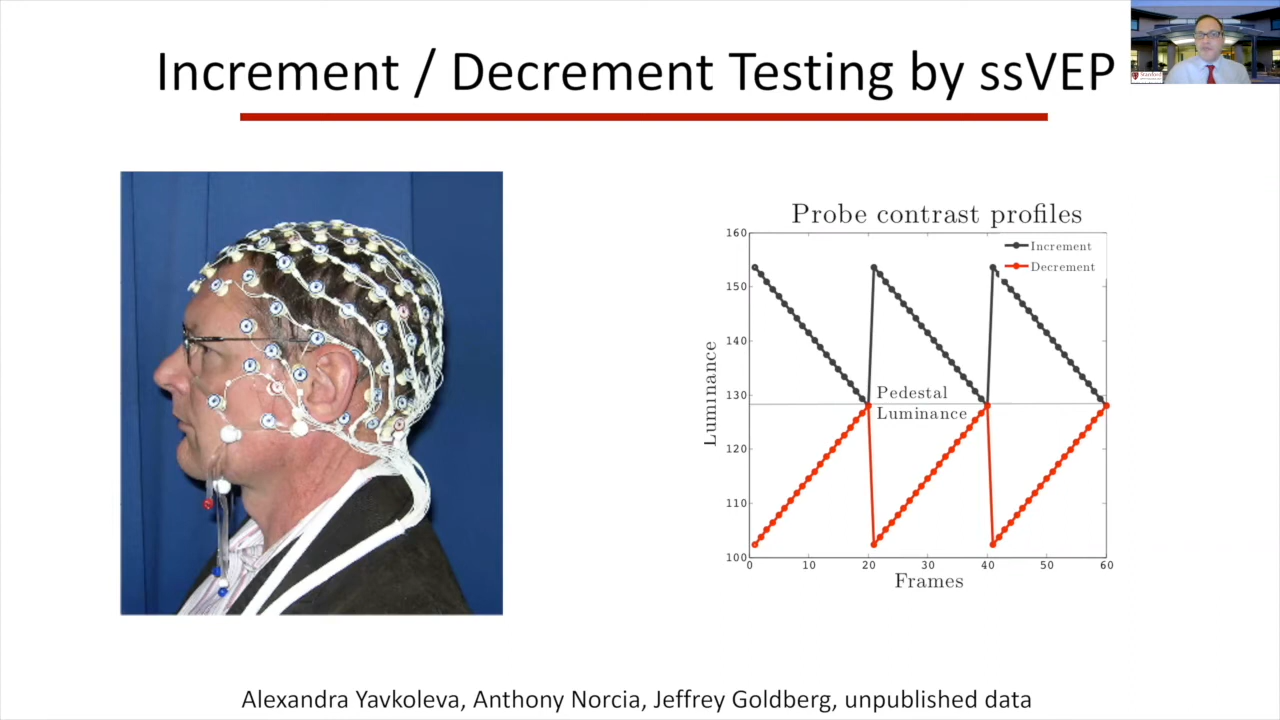 Increment / Decrement Testing by ssVEP
Stanford
Probe contrast profiles
160
150
140
130
120
110
100
Luminance
Increment
Decrement
Pedestal
Luminance
0 10 20 30 40 50 60
Frames
Alexandra Yavkoleva, Anthony Norcia, Jeffrey Goldberg, unpublished data